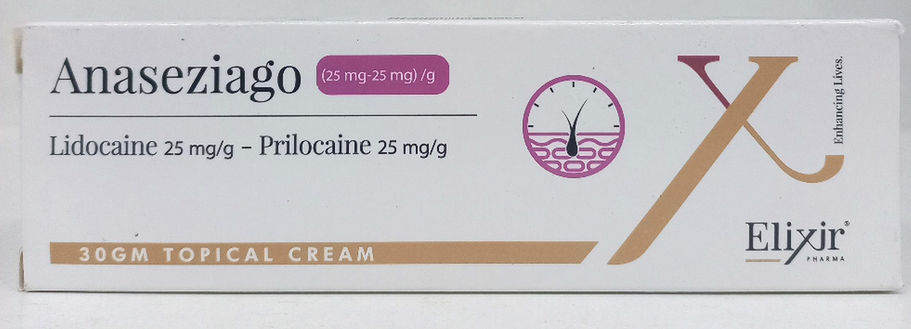 Anaseziago (25 mg-25 mg) /g
Lidocaine 25 mg/g – Prilocaine 25 mg/g
30GM TOPICAL CREAM
Enhancing Lives.
Elixir®
PHARMA